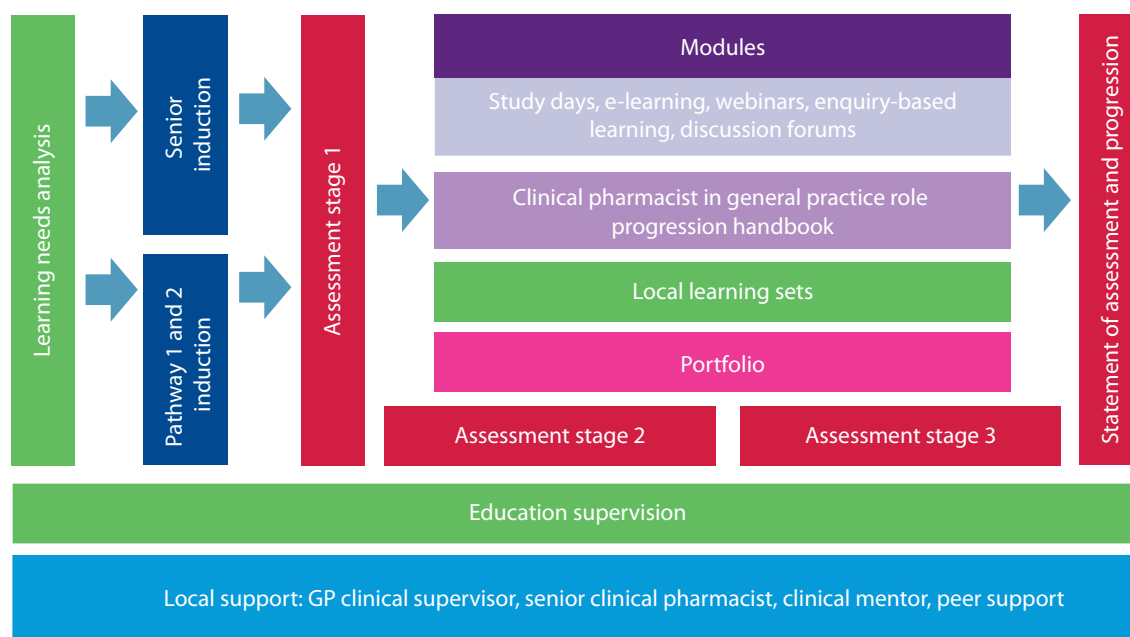 Learning needs analysis
Senior
induction
Pathway 1 and 2
induction
Assessment stage 1
Modules
Study days, e-learning, webinars, enquiry-based
learning, discussion forums
Clinical pharmacist in general practice role
progression handbook
Local learning sets
Portfolio
Assessment stage 2
Assessment stage 3
Statement of assessment and progression
Education supervision
Local support: GP clinical supervisor, senior clinical pharmacist, clinical mentor, peer support